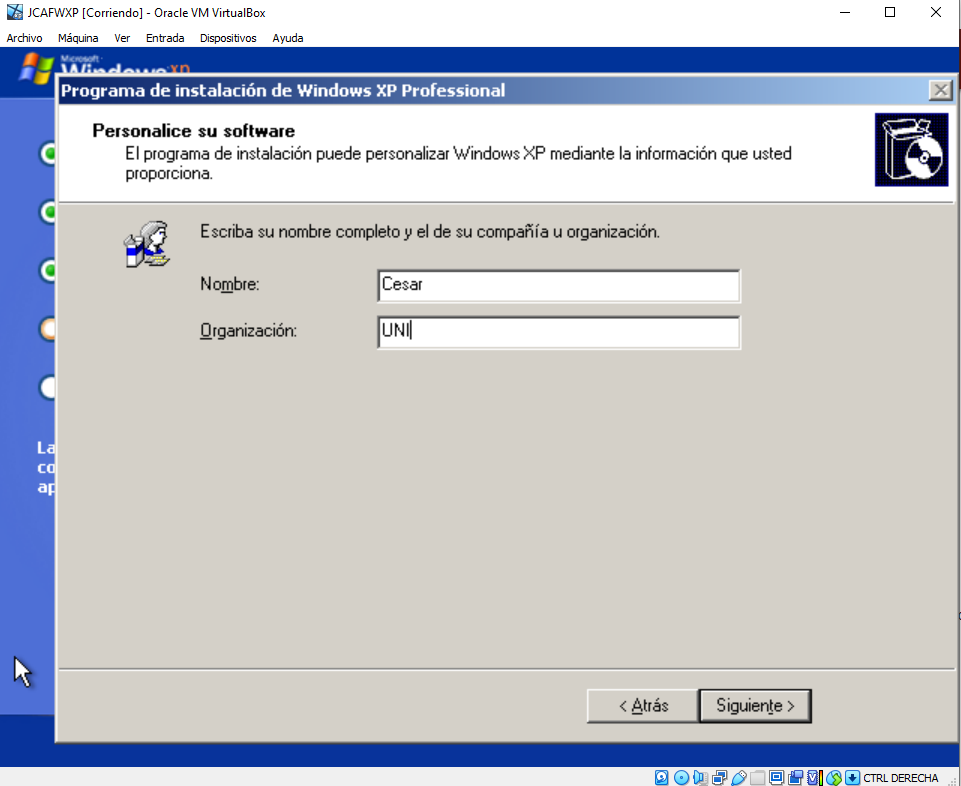 JCAFWXP [Corriendo] - Oracle VM VirtualBox
Archivo Máquina Ver Entrada Dispositivos Ayuda
Microsoft
Windows xp
Programa de instalación de Windows XP Professional
Personalice su software
El programa de instalación puede personalizar Windows XP mediante la información que usted
proporciona.
Escriba su nombre completo y el de su compañía u organización.
Nombre: Cesar
Organización: UNI
La
co
ap
< Atrás Siguiente >
CTRL DERECHA